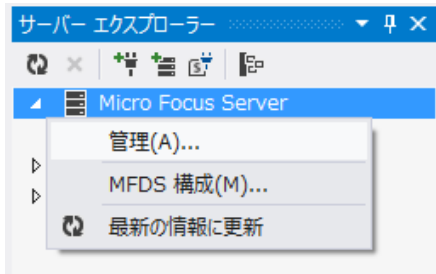 サーバー エクスプローラー
Micro Focus Server
管理(A)...
MFDS 構成(M)...
最新の情報に更新